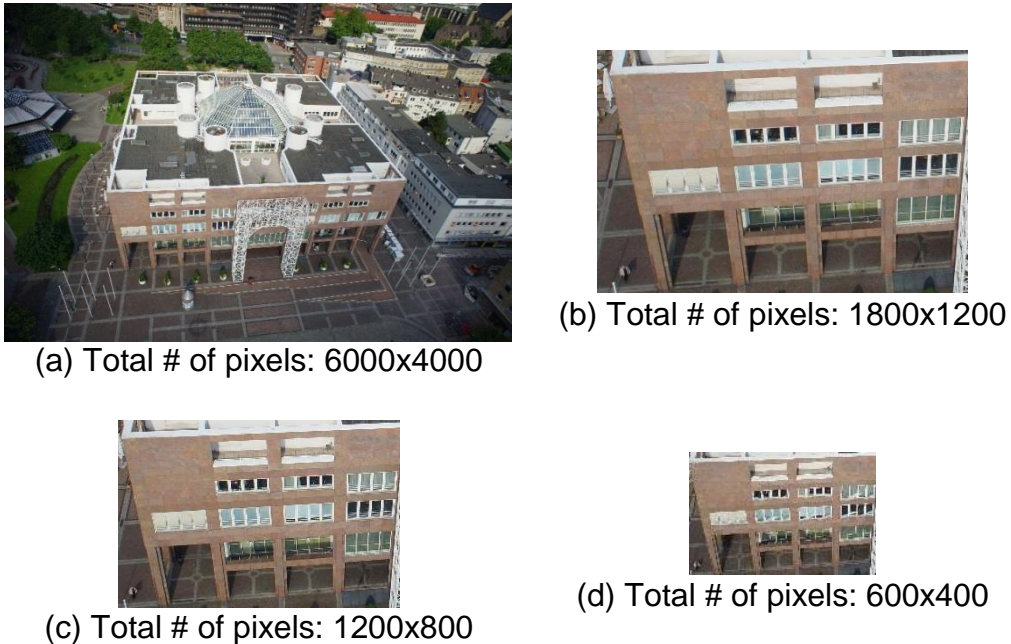 (a) Total # of pixels: 6000x4000
(b) Total # of pixels: 1800x1200
(c) Total # of pixels: 1200x800
(d) Total # of pixels: 600x400